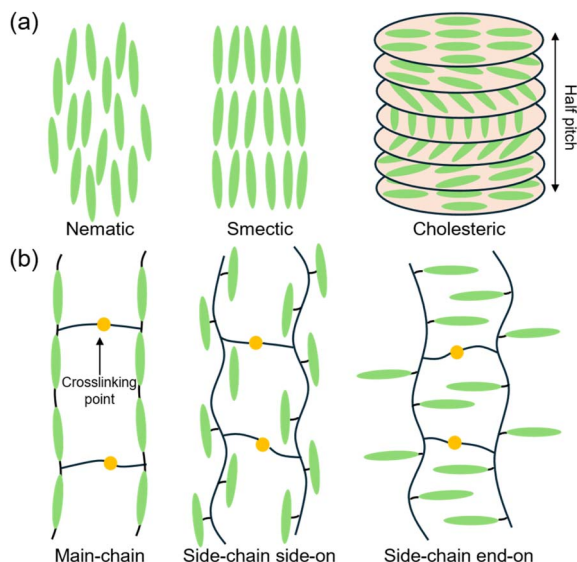 (a)
Nematic
Smectic
Cholesteric
Half pitch
(b)
Crosslinking
point
Main-chain
Side-chain side-on
Side-chain end-on